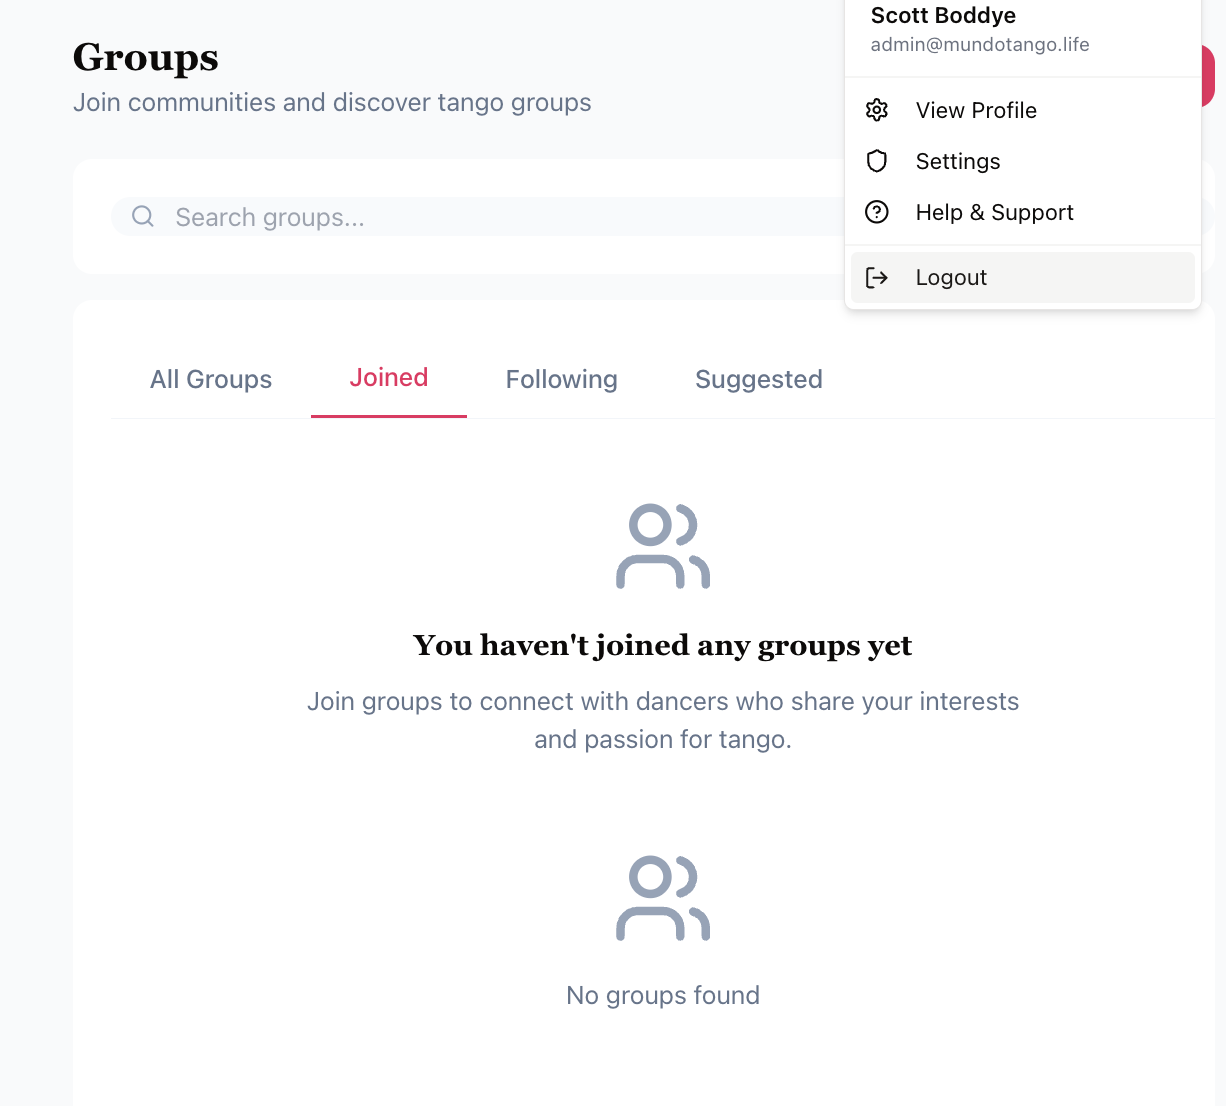 Groups
Join communities and discover tango groups
Search groups...
Scott Boddye
admin@mundotango.life
View Profile
Settings
Help & Support
Logout
All Groups
Joined
Following
Suggested
You haven't joined any groups yet
Join groups to connect with dancers who share your interests
and passion for tango.
No groups found